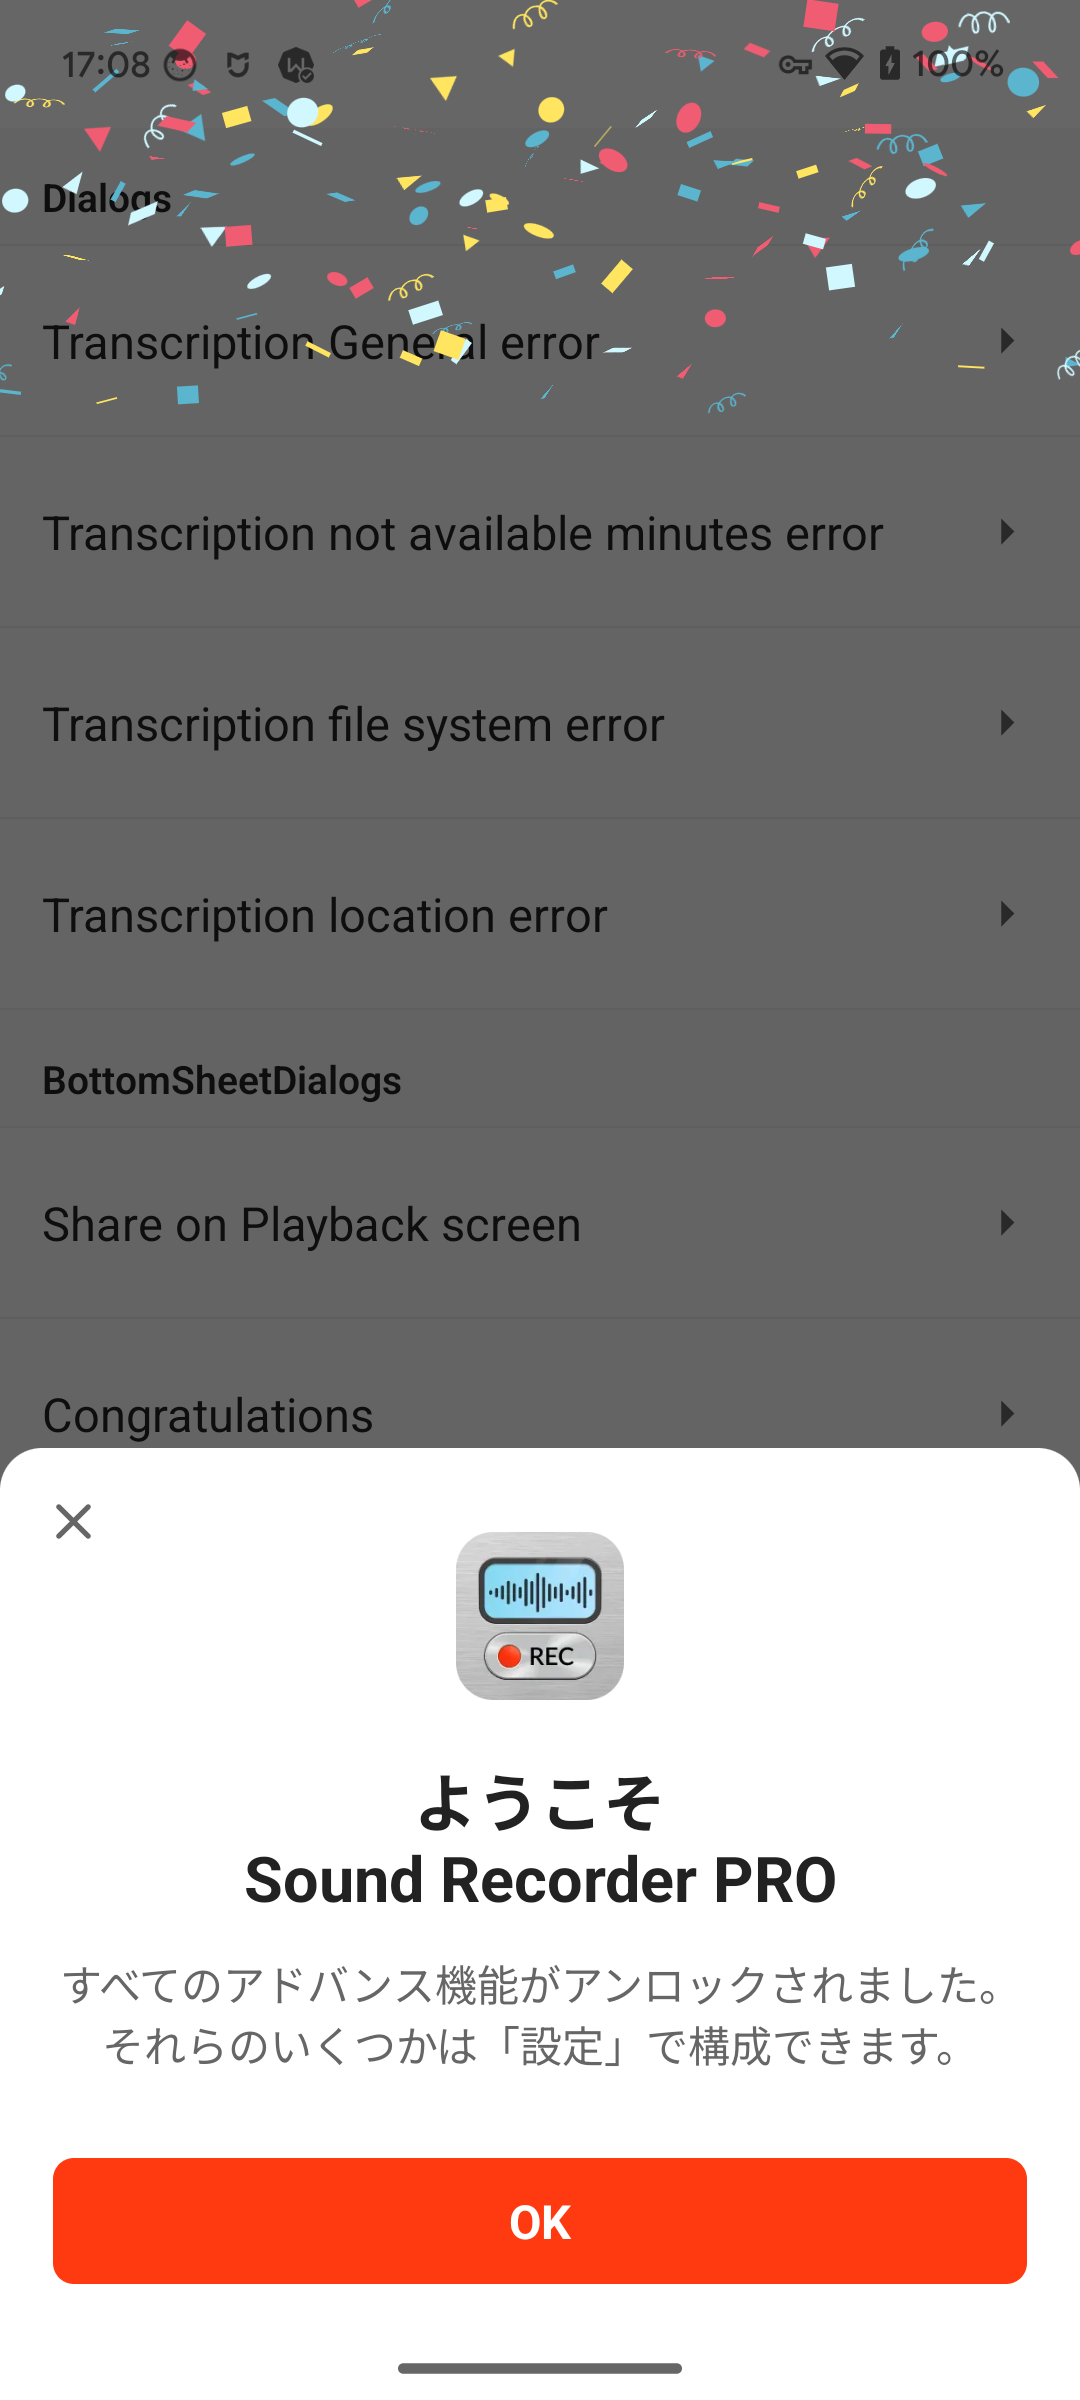 17:08
100%
Dialogs
Transcription General error
Transcription not available minutes error
Transcription file system error
Transcription location error
BottomSheetDialogs
Share on Playback screen
Congratulations
REC
ようこそ
Sound Recorder PRO
すべてのアドバンス機能がアンロックされました。
それらのいくつかは「設定」で構成できます。
OK